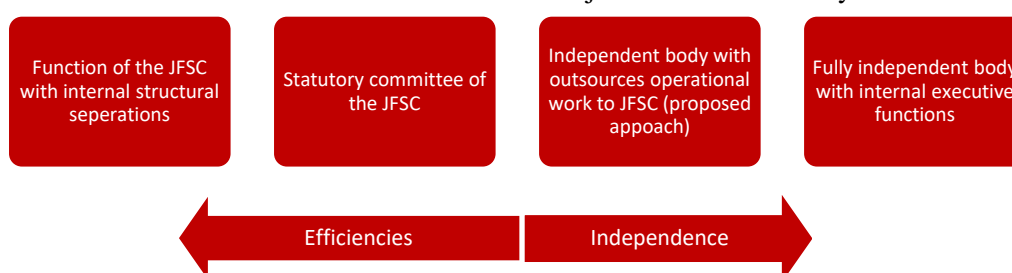 Function of the JFSC
with internal structural
seperations
Statutory committee of
the JFSC
Independent body with
outsources operational
work to JFSC (proposed
appoach)
Fully independent body
with internal executive
functions
Efficiencies
Independence